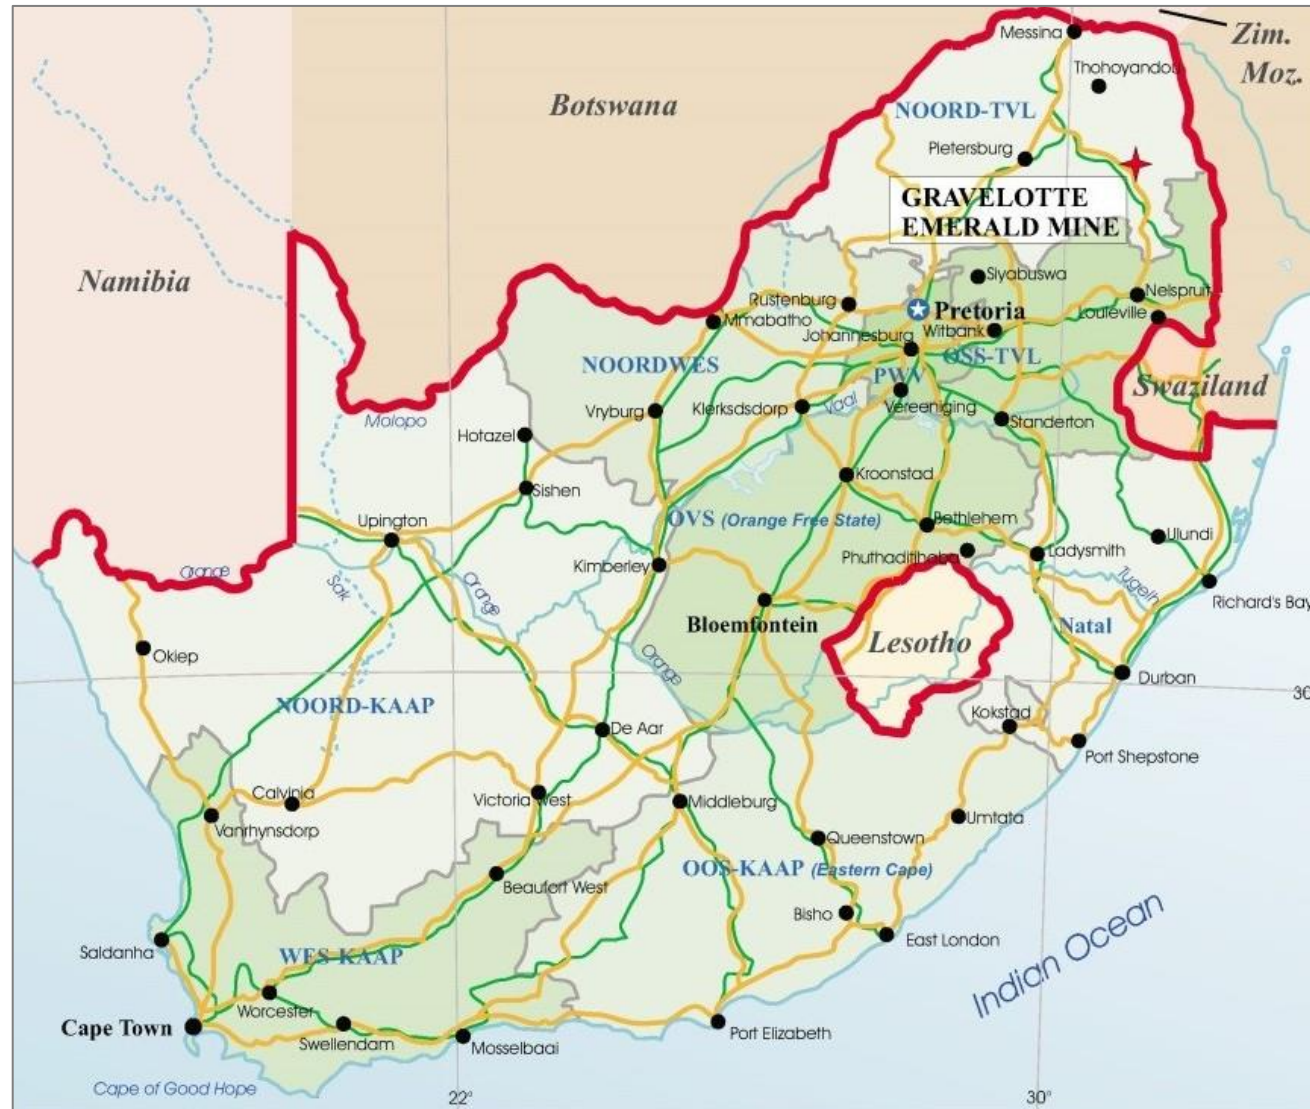 Messina
Zim.
Moz.
Thohoyandou
Botswana
NOORD-TVL
Pietersburg
GRAVELOTTE
EMERALD MINE
Namibia
Siyabuswa
Nelspruit
Rustenburg
Pretoria
Louieville
Mmabatho
Johannesburg
Witbank
NOORDWES
OSS-TVL
PWV
Swaziland
Vryburg
Klerksdsdorp
Vaal
Vereeniging
Molopo
Standerton
Hotazel
Kroonstad
Sishen
OVS (Orange Free State)
Upington
Bethlehem
Ulundi
Phuthaditjhaba
Ladysmith
Kimberley
Orange
Sak
Orange
Tugelh
Richard's Bay
Bloemfontein
Natal
Okiep
Lesotho
Orange
Durban
30
NOORD-KAAP
De Aar
Kokstad
Port Shepstone
Calvinia
Victoria West
Middleburg
Vanrhynsdorp
Umtata
Queenstown
OOS-KAAP (Eastern Cape)
Beaufort West
Bisho
East London
Saldanha
WES-KAAP
Indian Ocean
Worcester
Cape Town
Swellendam
Mosselbaai
Port Elizabeth
Cape of Good Hope
22°
30°